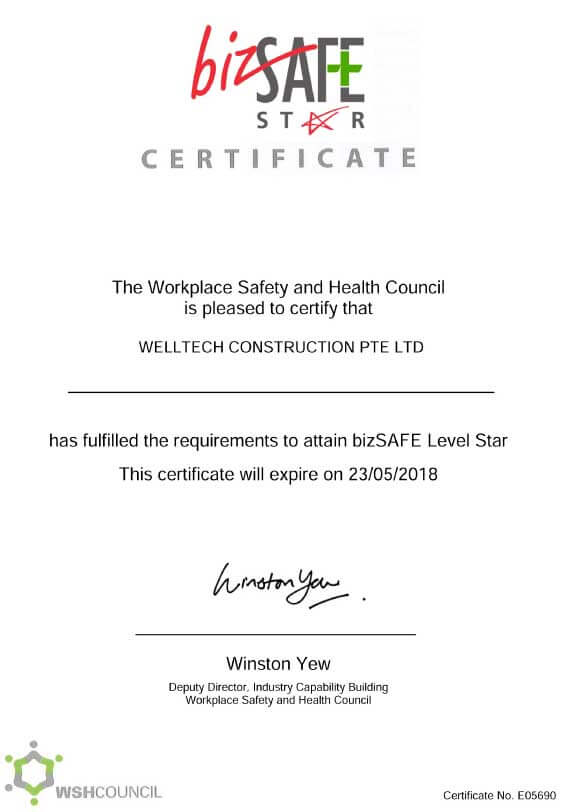 bizSAFE
STAR
CERTIFICATE
The Workplace Safety and Health Council
is pleased to certify that
WELLTECH CONSTRUCTION PTE LTD
has fulfilled the requirements to attain bizSAFE Level Star
This certificate will expire on 23/05/2018
Winston Yew
Winston Yew
Deputy Director, Industry Capability Building
Workplace Safety and Health Council
WSHCOUNCIL
Certificate No. E05690